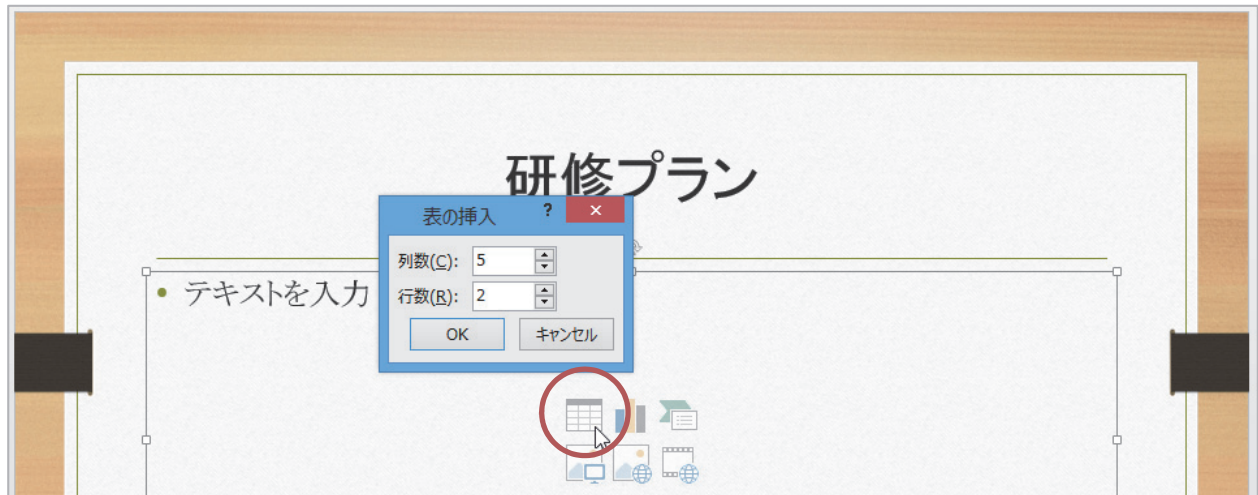 研修プラン
表の挿入 ? ×
列数(C): 5
行数(R): 2
OK キャンセル
• テキストを入力